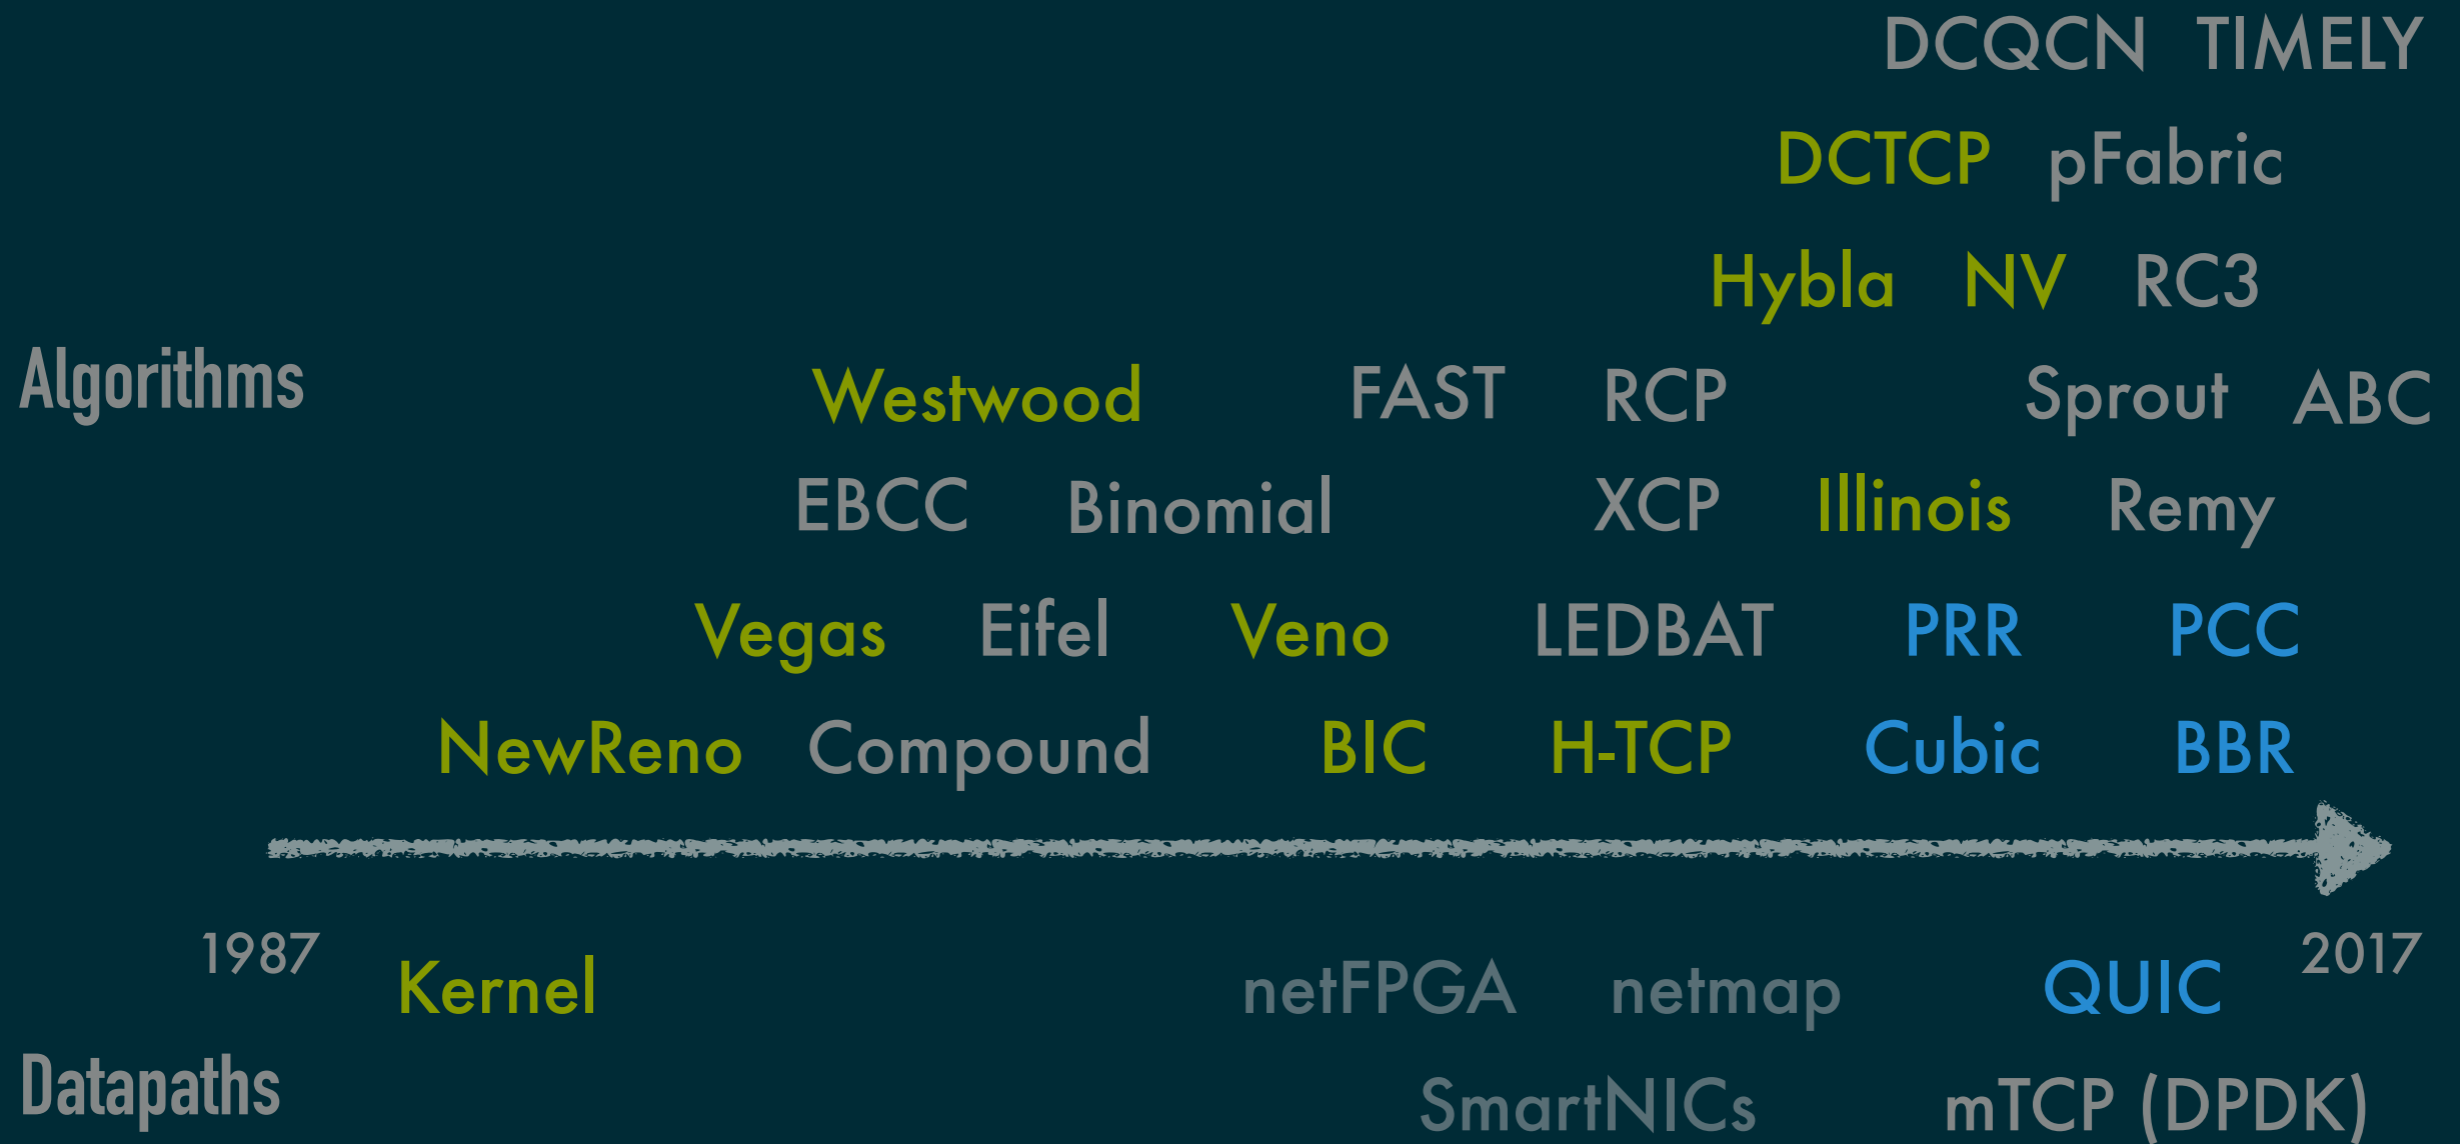 DCQCN TIMELY
DCTCP pFabric
Hybla NV RC3
Algorithms
Westwood FAST RCP Sprout ABC
EBCC Binomial XCP Illinois Remy
Vegas Eifel Veno LEDBAT PRR PCC
NewReno Compound BIC H-TCP Cubic BBR
1987 2017
Kernel netFPGA netmap QUIC
Datapaths
SmartNICs mTCP (DPDK)